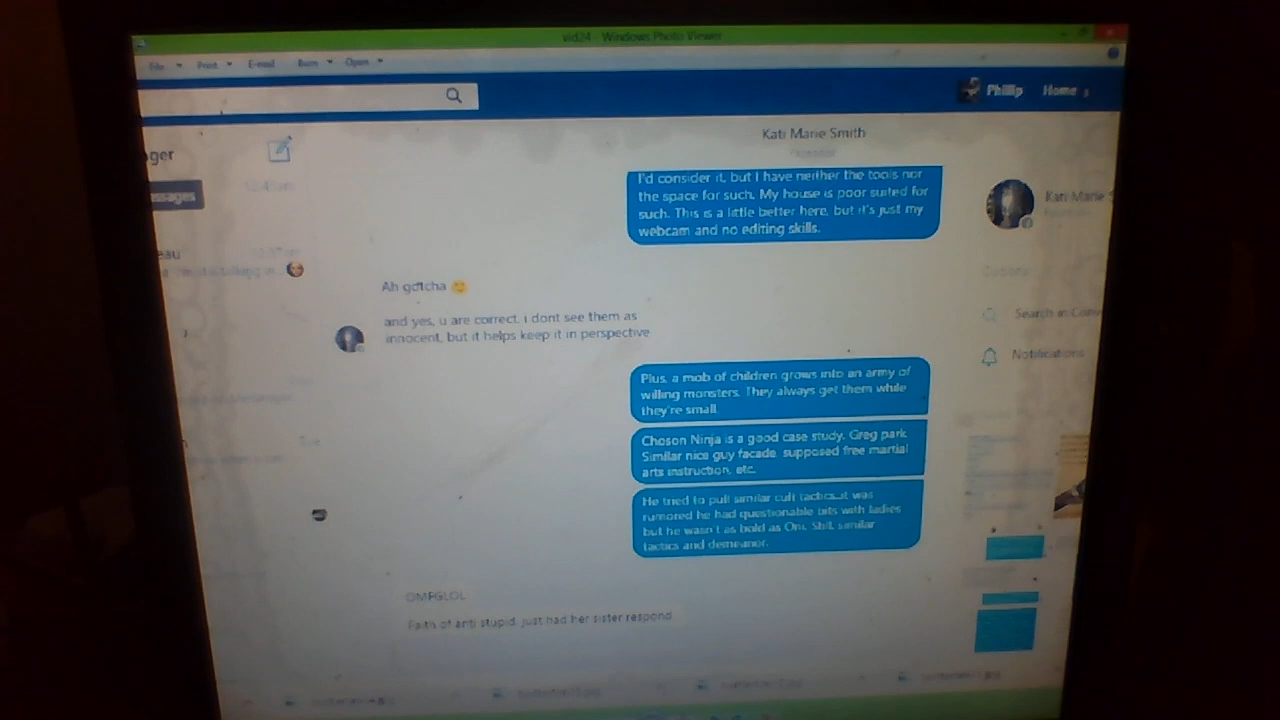 vid24 - Windows Photo Viewer
File Print E-mail Burn Open
Phillip Home
ager
Kati Marie Smith
ssages
I'd consider it, but I have neither the tools nor
the space for such. My house is poor suited for
such. This is a little better here, but it's just my
webcam and no editing skills.
Kati Marie S
eau
Options
Ah gotcha
and yes, u are correct, i dont see them as
innocent, but it helps keep it in perspective
Search in Conv
Notifications
Plus, a mob of children grows into an army of
willing monsters. They always get them while
they're small.
Choson Ninja is a good case study. Greg park.
Similar nice guy facade, supposed free martial
arts instruction, etc.
He tried to pull similar cult tactics...it was
rumored he had questionable bits with ladies
but he wasn't as bold as Oni. Still, similar
tactics and demeanor.
OMFGLOL
Faith of anti stupid, just had her sister respond